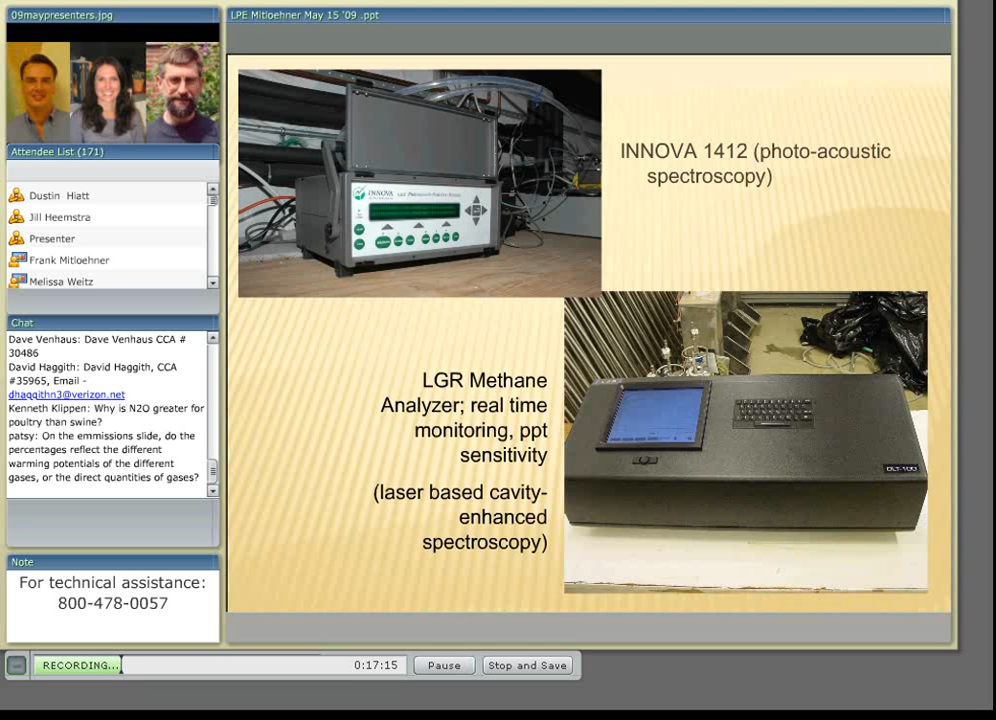 09maypresenters.jpg
LPE Mitloehner May 15 '09 .ppt
Attendee List (171)
Dustin Hiatt
Jill Heemstra
Presenter
Frank Mitloehner
Melissa Weitz
Chat
Dave Venhaus: Dave Venhaus CCA #
30486
David Haggith: David Haggith, CCA
#35965, Email -
dhaggithn3@verizon.net
Kenneth Klippen: Why is N2O greater for
poultry than swine?
patsy: On the emmissions slide, do the
percentages reflect the different
warming potentials of the different
gases, or the direct quantities of gases?
Note
For technical assistance:
800-478-0057
INNOVA
INNOVA 1412 (photo-acoustic
spectroscopy)
LGR Methane
Analyzer; real time
monitoring, ppt
sensitivity
(laser based cavity-
enhanced
spectroscopy)
DLT-100
RECORDING...
0:17:15
Pause
Stop and Save